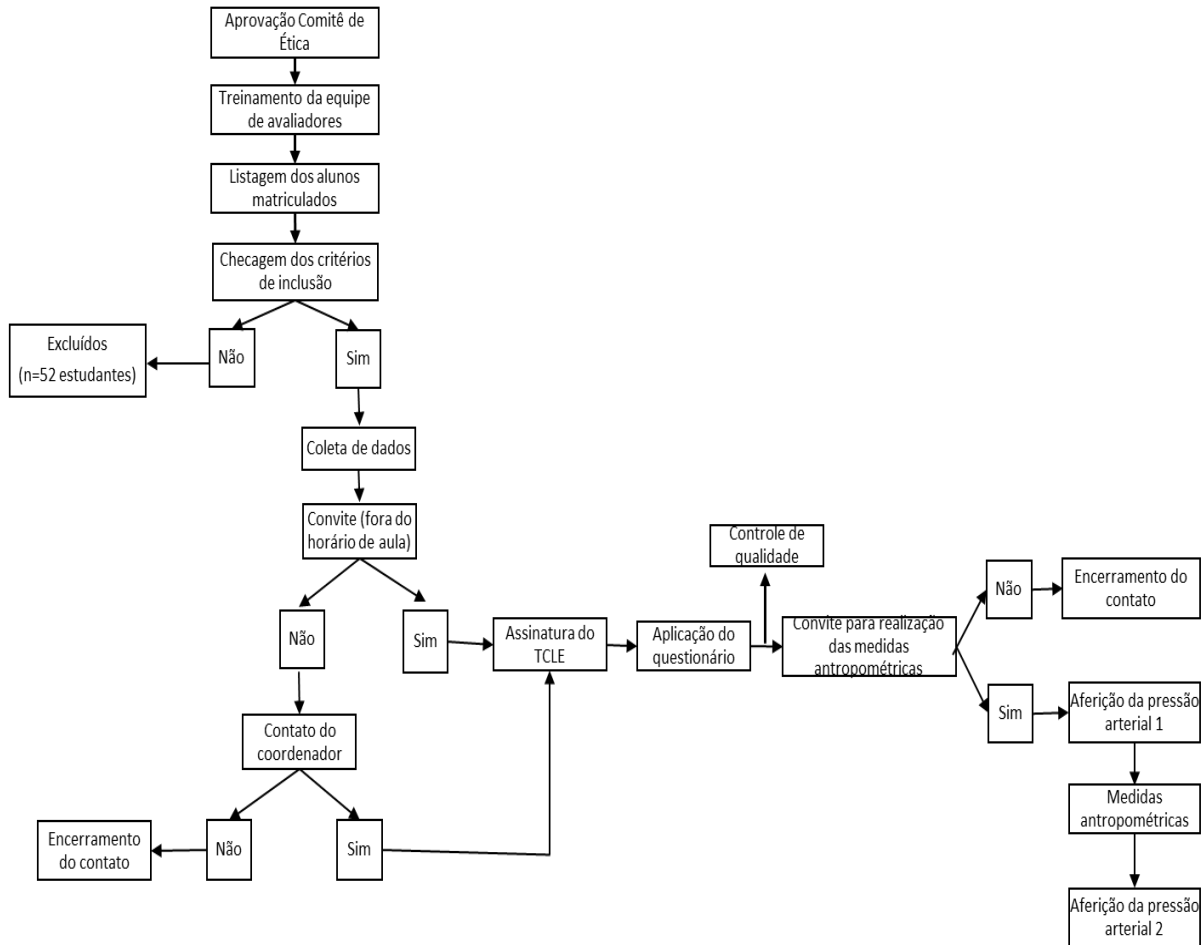 Aprovação Comitê de
Ética
Treinamento da equipe
de avaliadores
Listagem dos alunos
matriculados
Checagem dos critérios
de inclusão
Excluídos
(n=52 estudantes)
Não
Sim
Coleta de dados
Convite (fora do
horário de aula)
Não
Sim
Assinatura do
TCLE
Aplicação do
questionário
Controle de
qualidade
Convite para realização
das medidas
antropométricas
Não
Encerramento do
contato
Sim
Aferição da pressão
arterial 1
Medidas
antropométricas
Aferição da pressão
arterial 2
Contato do
coordenador
Encerramento
do contato
Não
Sim